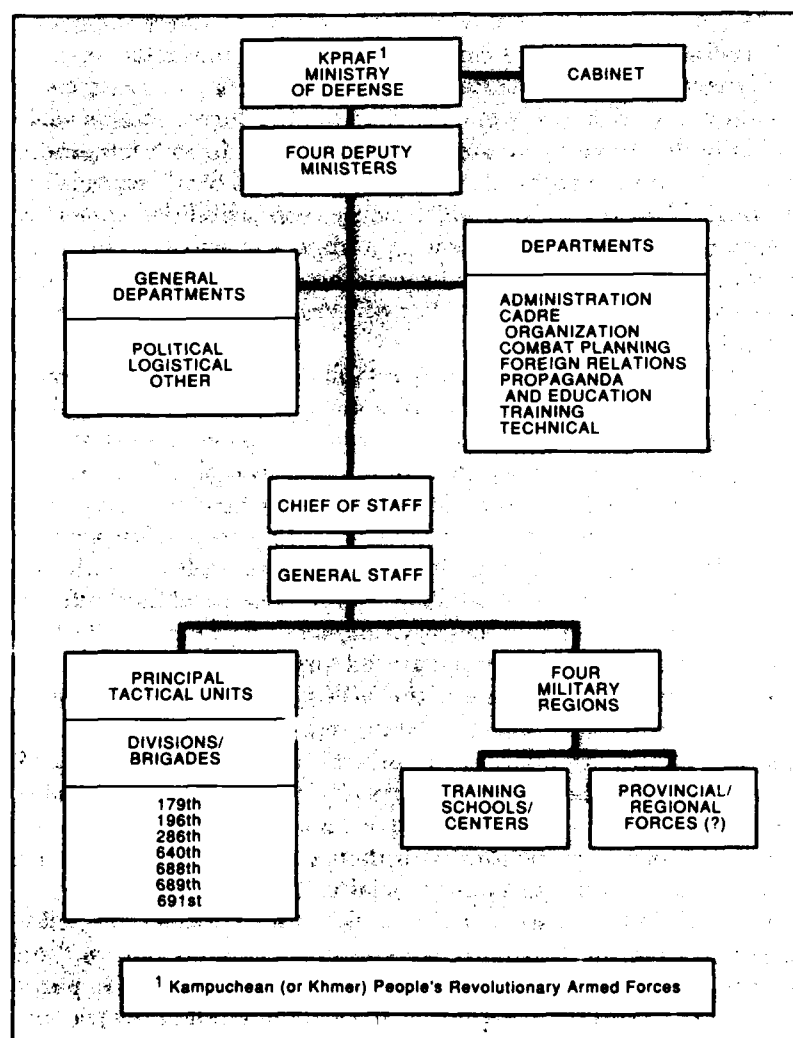 KPRAF 1
MINISTRY
OF DEFENSE
CABINET
FOUR DEPUTY
MINISTERS
GENERAL
DEPARTMENTS
POLITICAL
LOGISTICAL
OTHER
DEPARTMENTS
ADMINISTRATION
CADRE
ORGANIZATION
COMBAT PLANNING
FOREIGN RELATIONS
PROPAGANDA
AND EDUCATION
TRAINING
TECHNICAL
CHIEF OF STAFF
GENERAL STAFF
PRINCIPAL
TACTICAL UNITS
DIVISIONS/
BRIGADES
179th
196th
286th
640th
688th
689th
691st
FOUR
MILITARY
REGIONS
TRAINING
SCHOOLS/
CENTERS
PROVINCIAL/
REGIONAL
FORCES (?)
1 Kampuchean (or Khmer) People's Revolutionary Armed Forces